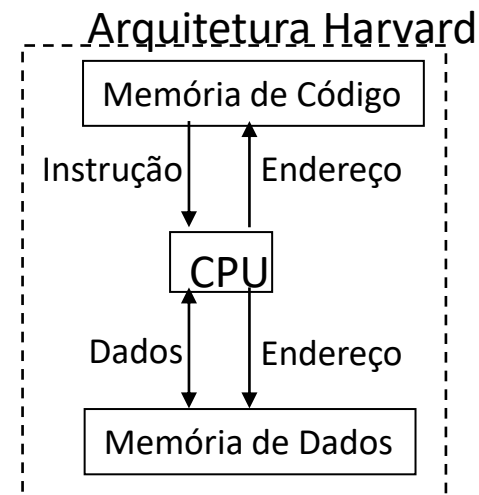 Arquitetura Harvard
Memória de Código
Instrução Endereço
CPU
Dados Endereço
Memória de Dados